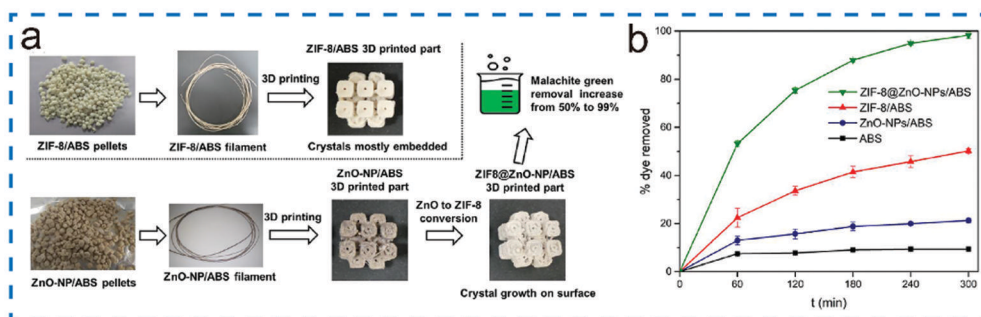 a
ZIF-8/ABS pellets
ZIF-8/ABS filament
3D printing
ZIF-8/ABS 3D printed part
Crystals mostly embedded
Malachite green
removal increase
from 50% to 99%
ZnO-NP/ABS pellets
ZnO-NP/ABS filament
3D printing
ZnO-NP/ABS
3D printed part
ZnO to ZIF-8
conversion
ZIF8@ZnO-NP/ABS
3D printed part
Crystal growth on surface
b
% dye removed
100
80
60
40
20
0
ZIF-8@ZnO-NPs/ABS
ZIF-8/ABS
ZnO-NPs/ABS
ABS
0 60 120 180 240 300
t (min)